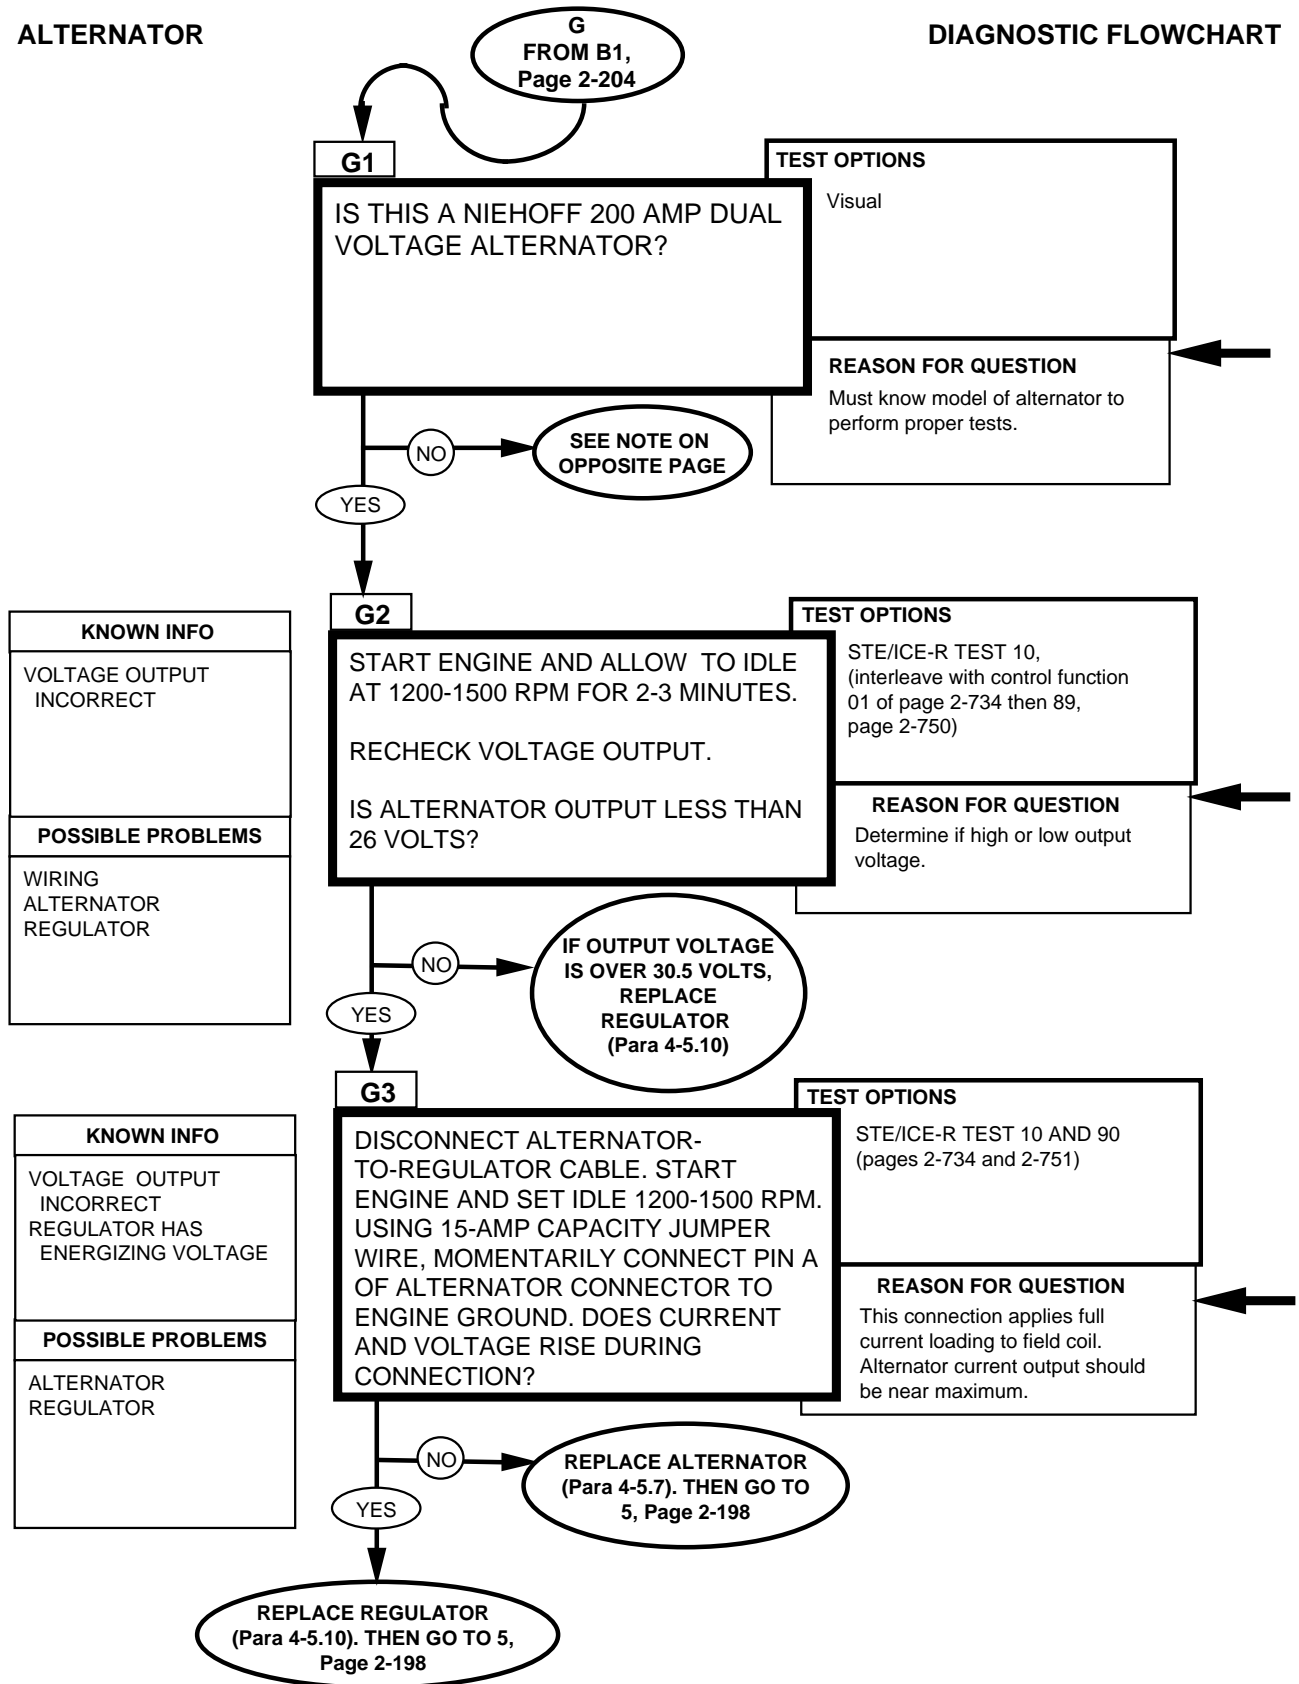 ALTERNATOR
DIAGNOSTIC FLOWCHART
G
FROM B1,
Page 2-204
G1
IS THIS A NIEHOFF 200 AMP DUAL
VOLTAGE ALTERNATOR?
TEST OPTIONS
Visual
REASON FOR QUESTION
Must know model of alternator to
perform proper tests.
NO
SEE NOTE ON
OPPOSITE PAGE
YES
KNOWN INFO
VOLTAGE OUTPUT
INCORRECT
POSSIBLE PROBLEMS
WIRING
ALTERNATOR
REGULATOR
G2
START ENGINE AND ALLOW TO IDLE
AT 1200-1500 RPM FOR 2-3 MINUTES.
RECHECK VOLTAGE OUTPUT.
IS ALTERNATOR OUTPUT LESS THAN
26 VOLTS?
TEST OPTIONS
STE/ICE-R TEST 10,
(interleave with control function
01 of page 2-734 then 89,
page 2-750)
REASON FOR QUESTION
Determine if high or low output
voltage.
NO
IF OUTPUT VOLTAGE
IS OVER 30.5 VOLTS,
REPLACE
REGULATOR
(Para 4-5.10)
YES
KNOWN INFO
VOLTAGE OUTPUT
INCORRECT
REGULATOR HAS
ENERGIZING VOLTAGE
POSSIBLE PROBLEMS
ALTERNATOR
REGULATOR
G3
DISCONNECT ALTERNATOR-
TO-REGULATOR CABLE. START
ENGINE AND SET IDLE 1200-1500 RPM.
USING 15-AMP CAPACITY JUMPER
WIRE, MOMENTARILY CONNECT PIN A
OF ALTERNATOR CONNECTOR TO
ENGINE GROUND. DOES CURRENT
AND VOLTAGE RISE DURING
CONNECTION?
TEST OPTIONS
STE/ICE-R TEST 10 AND 90
(pages 2-734 and 2-751)
REASON FOR QUESTION
This connection applies full
current loading to field coil.
Alternator current output should
be near maximum.
NO
REPLACE ALTERNATOR
(Para 4-5.7). THEN GO TO
5, Page 2-198
YES
REPLACE REGULATOR
(Para 4-5.10). THEN GO TO 5,
Page 2-198